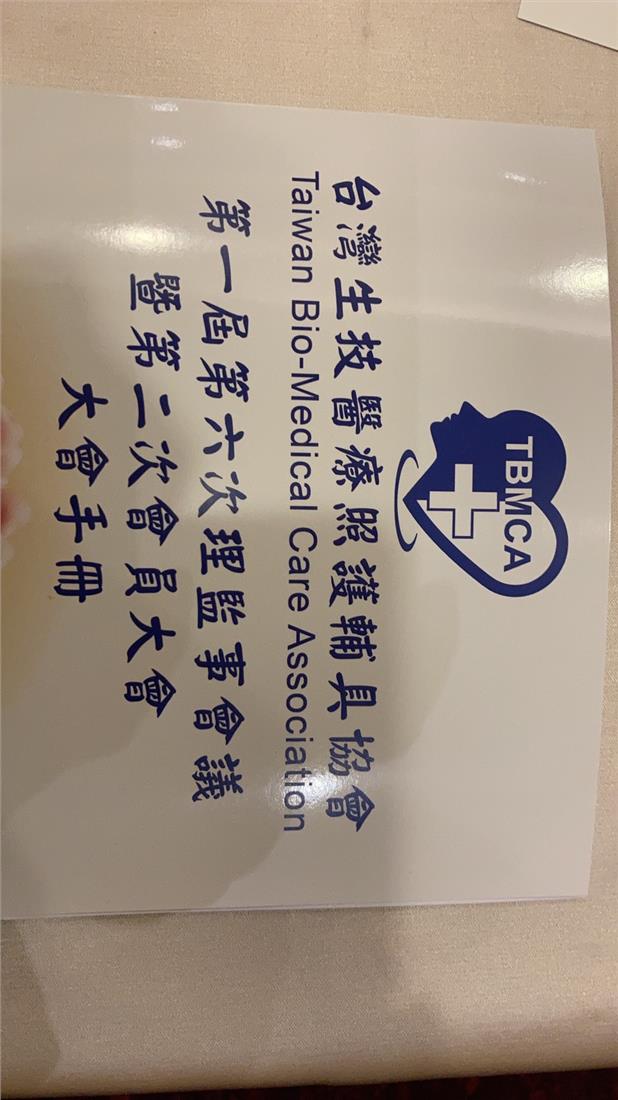 TBMCA
台灣生技醫療照護輔具協會
Taiwan Bio-Medical Care Association
第一屆第六次理監事會議
暨第二次會員大會
大會手冊